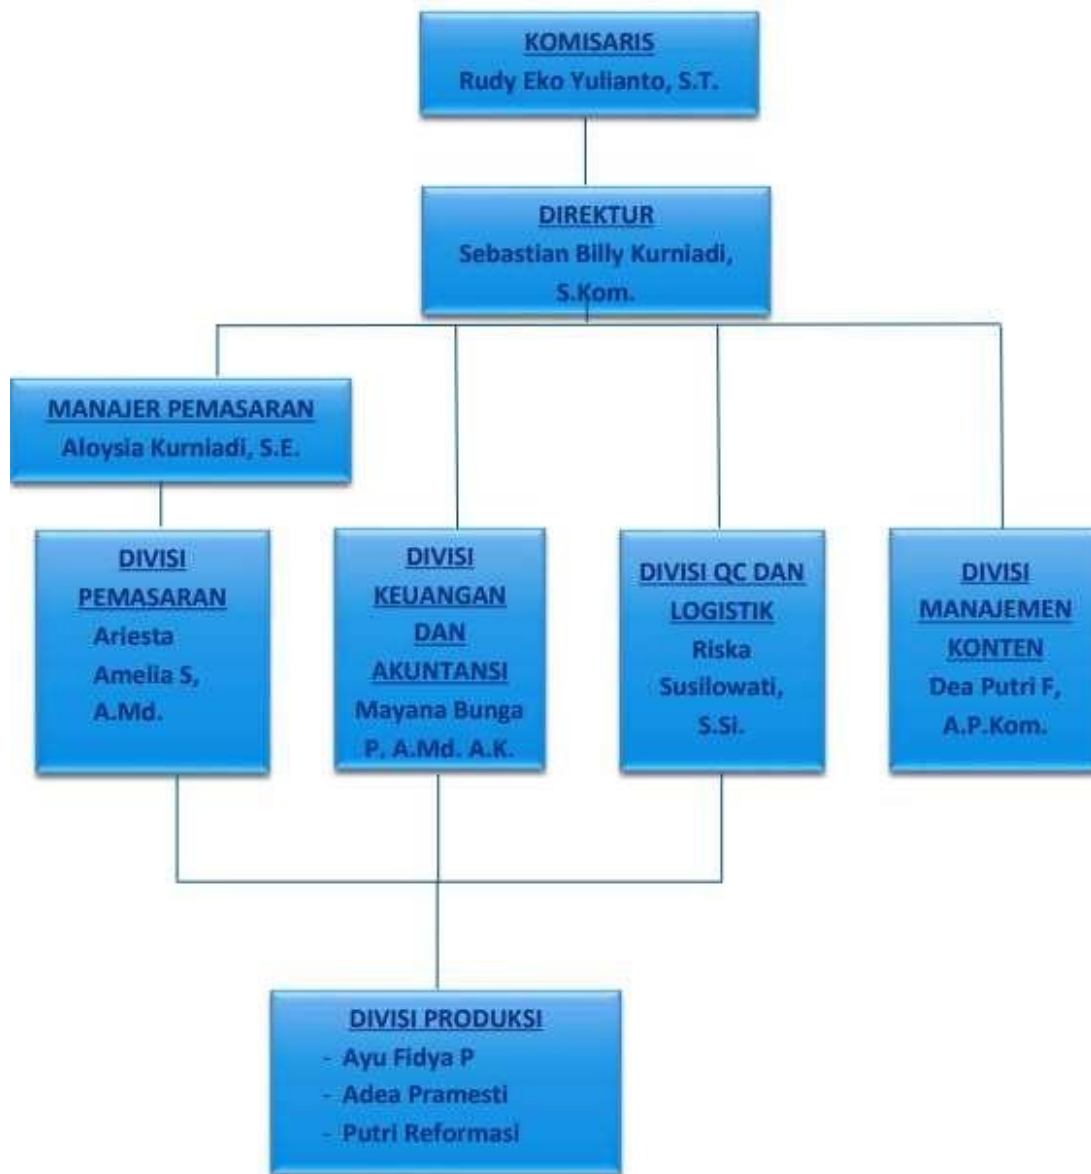 KOMISARIS
Rudy Eko Yulianto, S.T.
DIREKTUR
Sebastian Billy Kurniadi,
S.Kom.
MANAJER PEMASARAN
Aloysia Kurniadi, S.E.
DIVISI
PEMASARAN
Ariesta
Amelia S,
A.Md.
DIVISI
KEUANGAN
DAN
AKUNTANSI
Mayana Bunga
P, A.Md. A.K.
DIVISI QC DAN
LOGISTIK
Riska
Susilowati,
S.Si.
DIVISI
MANAJEMEN
KONTEN
Dea Putri F,
A.P.Kom.
DIVISI PRODUKSI
- Ayu Fidya P
- Adea Pramesti
- Putri Reformasi